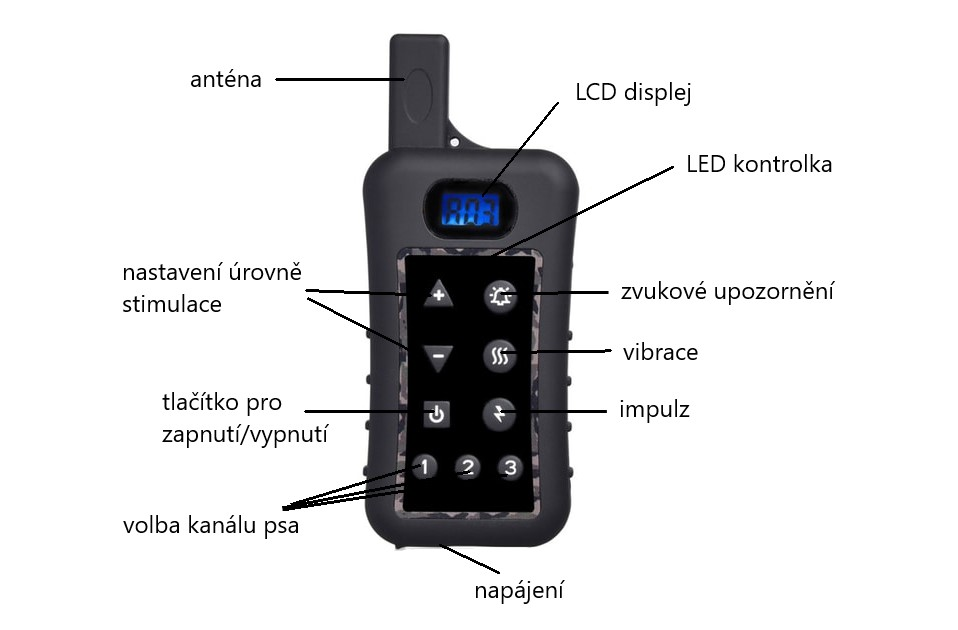 anténa
LCD displej
LED kontrolka
nastavení úrovně
stimulace
zvukové upozornění
vibrace
tlačítko pro
zapnutí/vypnutí
impulz
1 2 3
volba kanálu psa
napájení